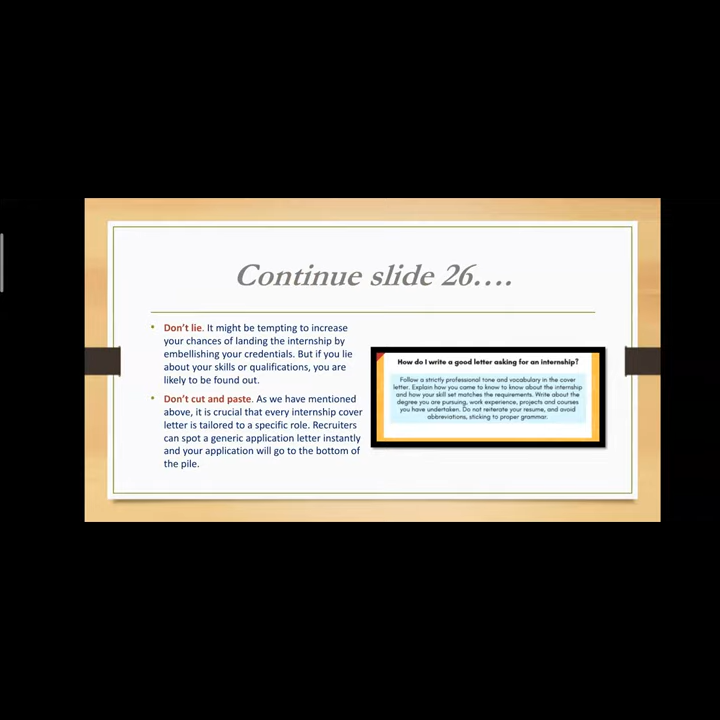 Continue slide 26....
• Don't lie. It might be tempting to increase
your chances of landing the internship by
embellishing your credentials. But if you lie
about your skills or qualifications, you are
likely to be found out.
• Don't cut and paste. As we have mentioned
above, it is crucial that every internship cover
letter is tailored to a specific role. Recruiters
can spot a generic application letter instantly
and your application will go to the bottom of
the pile.
How do I write a good letter asking for an internship?
Follow a strictly professional tone and vocabulary in the cover
letter. Explain how you came to know to know about the internship
and how your skill set matches the requirements. Write about the
degree you are pursuing, work experience, projects and courses
you have undertaken. Do not reiterate your resume, and avoid
abbreviations, sticking to proper grammar.